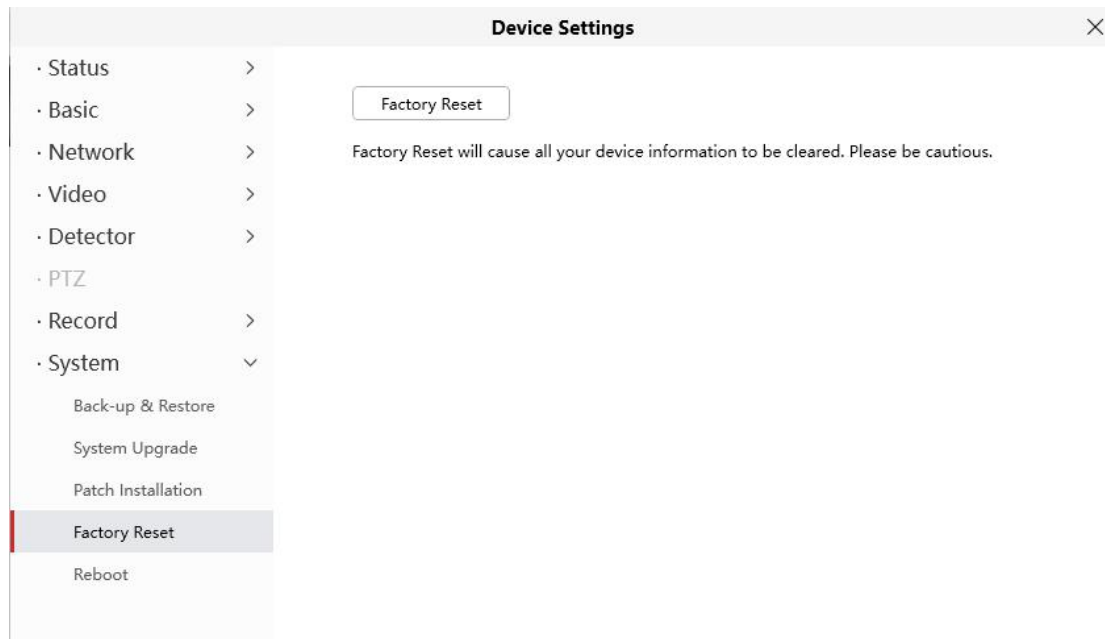 Device Settings
· Status
· Basic
· Network
· Video
· Detector
· PTZ
· Record
· System
Back-up & Restore
System Upgrade
Patch Installation
Factory Reset
Reboot
Factory Reset
Factory Reset will cause all your device information to be cleared. Please be cautious.